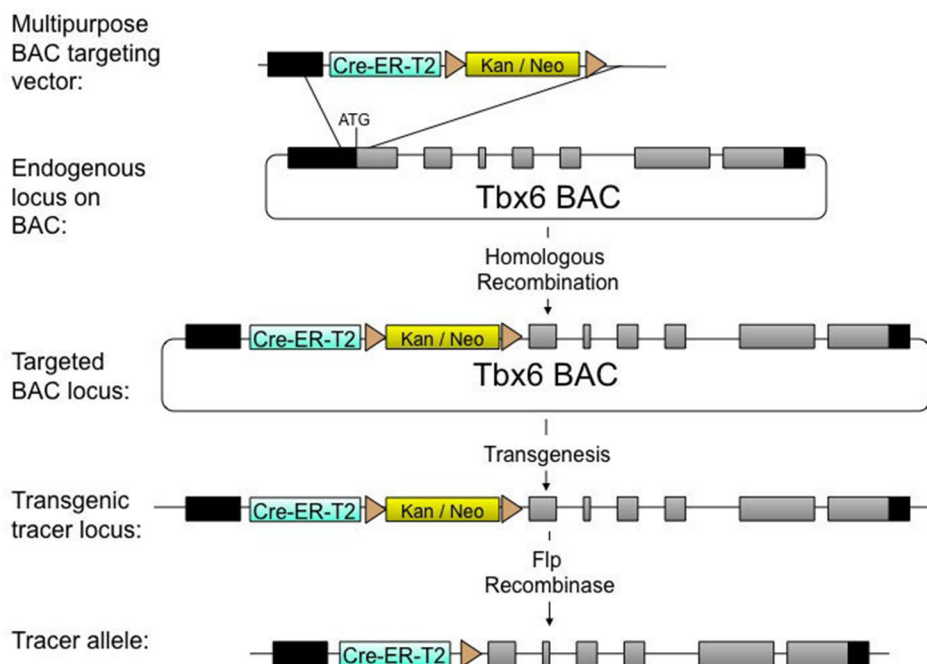 Multipurpose
BAC targeting
vector:
Cre-ER-T2
Kan / Neo
ATG
Endogenous
locus on
BAC:
Tbx6 BAC
Homologous
Recombination
Cre-ER-T2
Kan / Neo
Targeted
BAC locus:
Tbx6 BAC
Transgenesis
Transgenic
tracer locus:
Cre-ER-T2
Kan / Neo
Flp
Recombinase
Tracer allele:
Cre-ER-T2